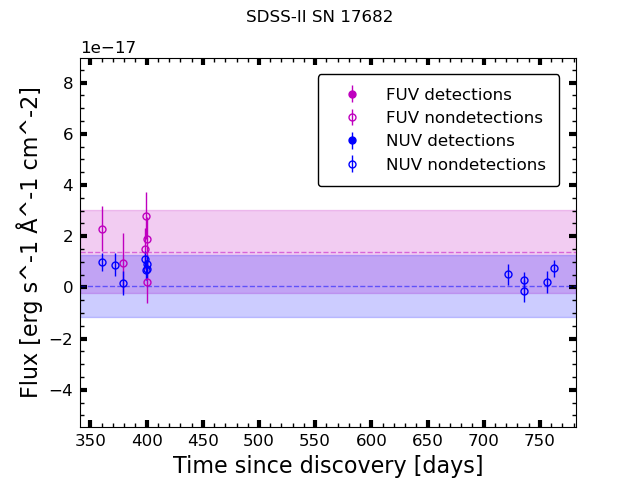 SDSS-II SN 17682
1e−17
8
6
4
2
0
−2
−4
Flux [erg s^-1 Å^-1 cm^-2]
FUV detections
FUV nondetections
NUV detections
NUV nondetections
350 400 450 500 550 600 650 700 750
Time since discovery [days]